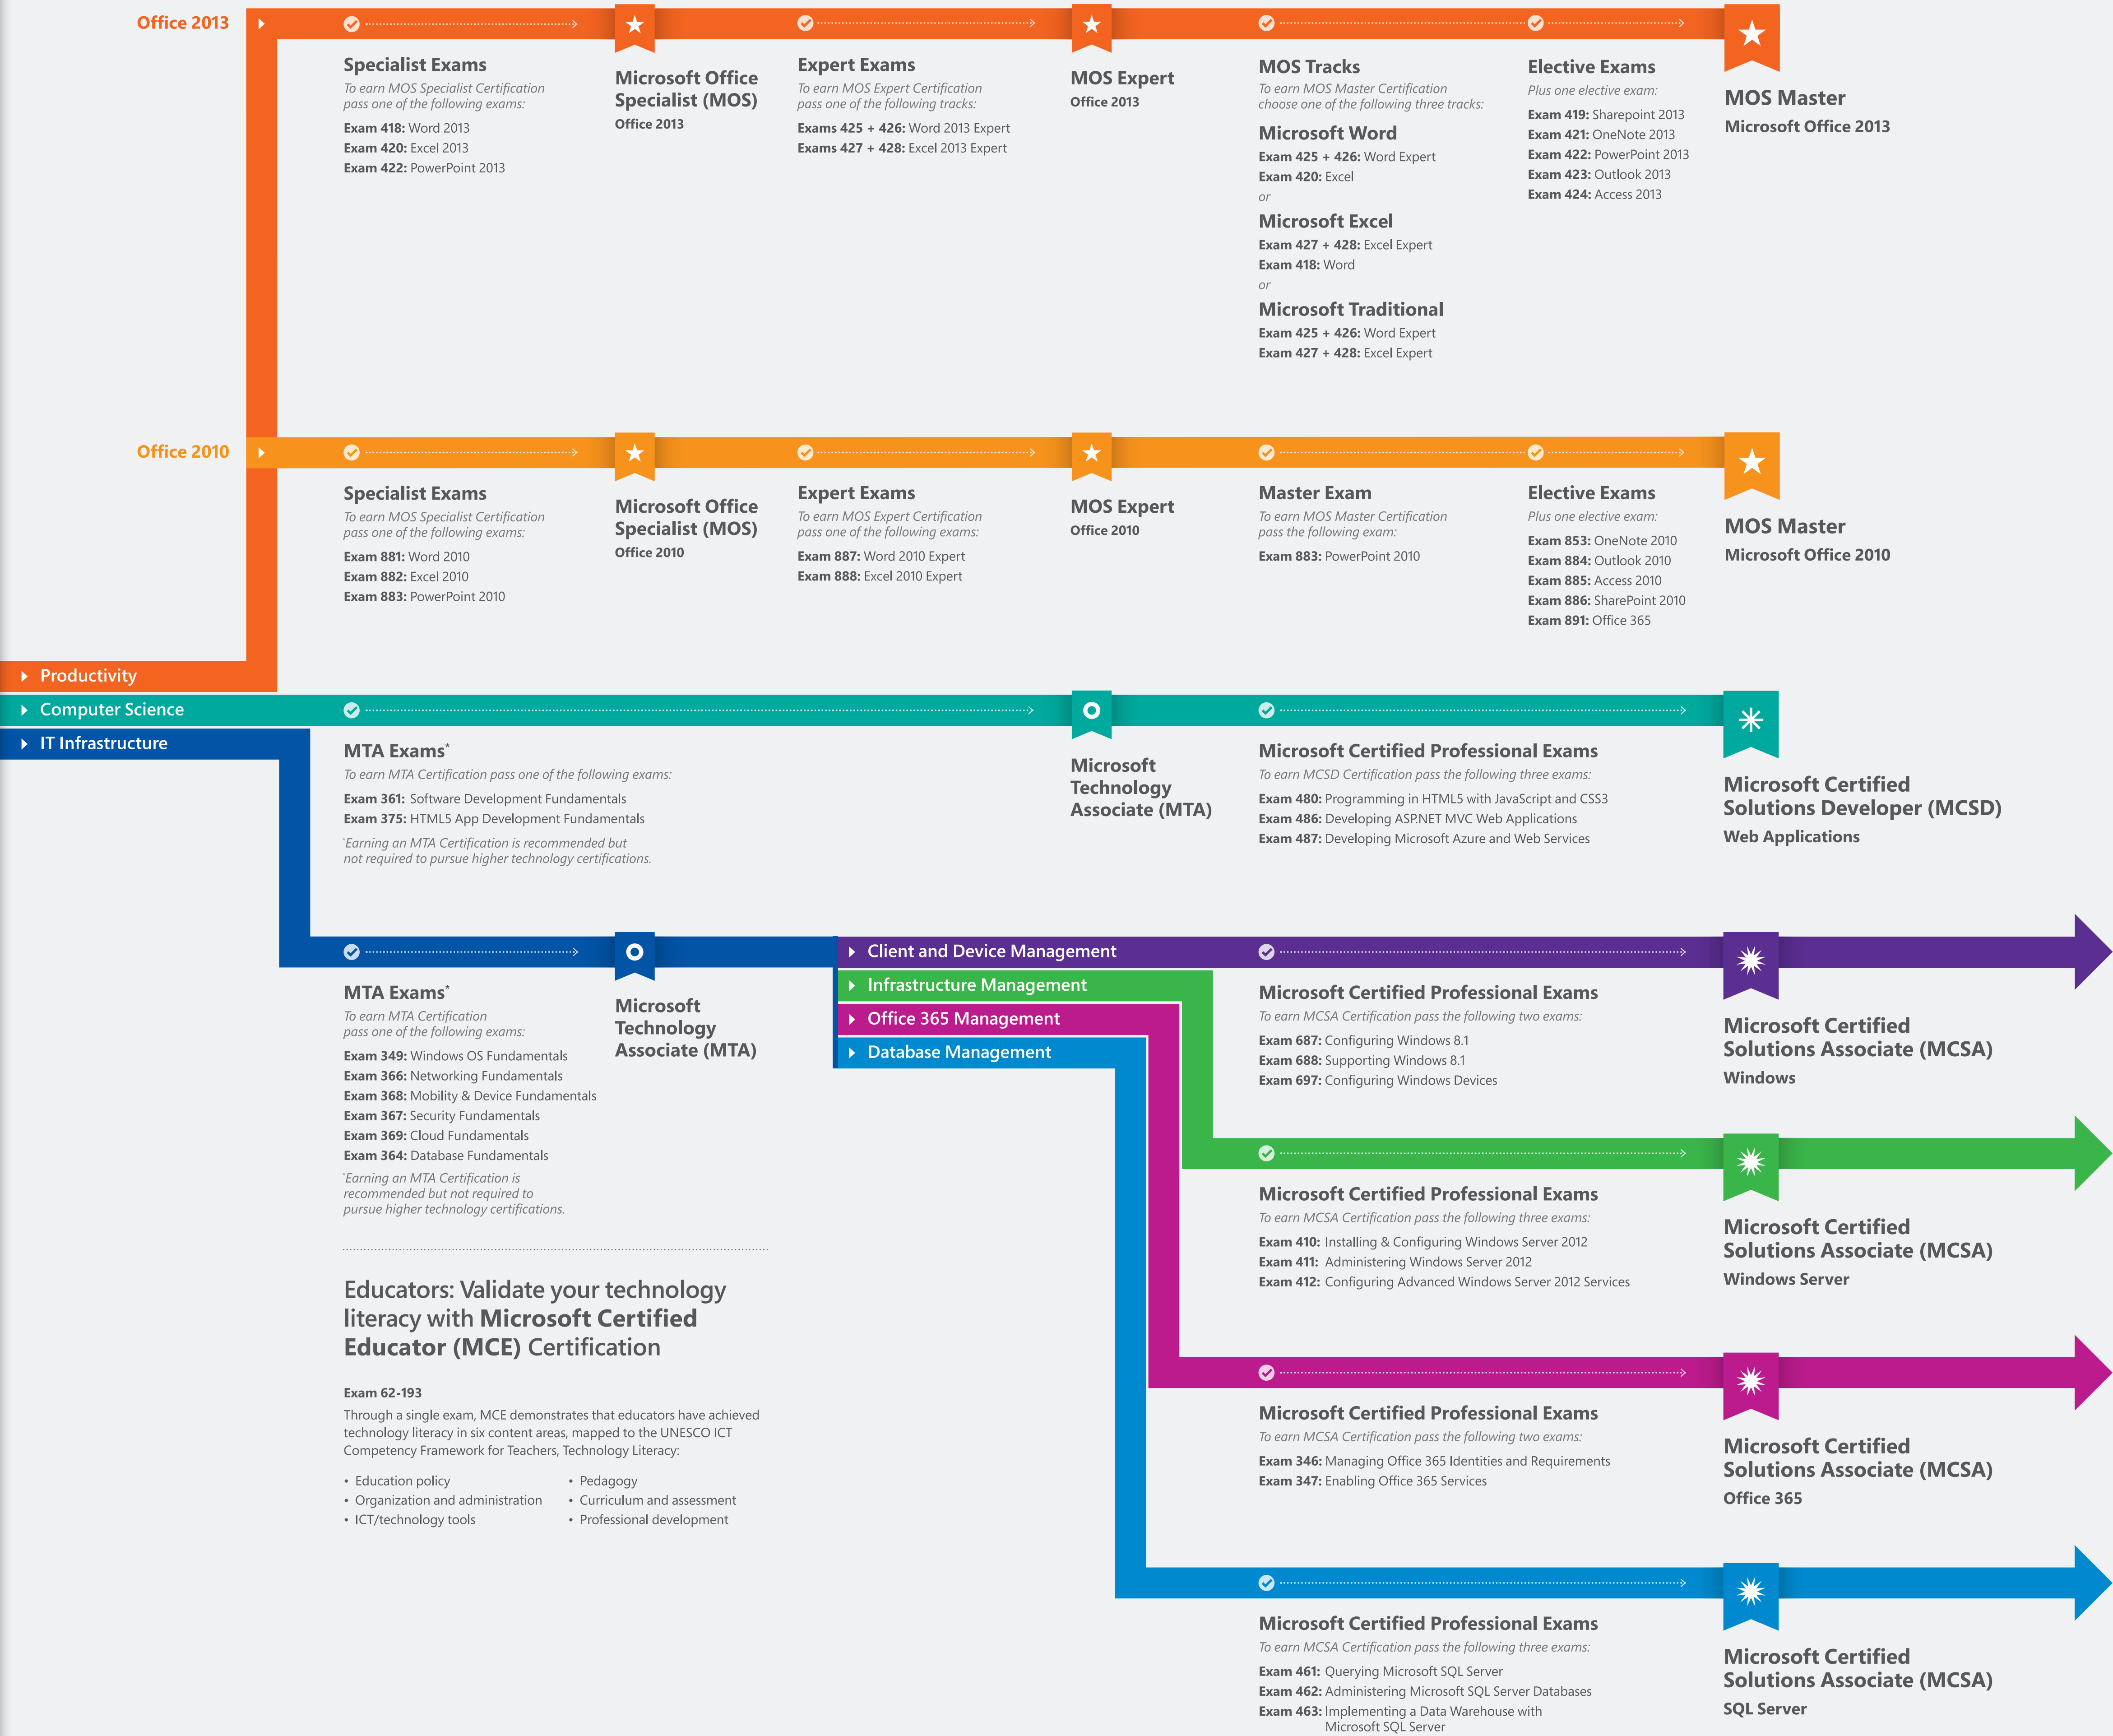 Office 2013
Specialist Exams
To earn MOS Specialist Certification
pass one of the following exams:
Exam 418: Word 2013
Exam 420: Excel 2013
Exam 422: PowerPoint 2013
Microsoft Office
Specialist (MOS)
Office 2013
Expert Exams
To earn MOS Expert Certification
pass one of the following tracks:
Exams 425 + 426: Word 2013 Expert
Exams 427 + 428: Excel 2013 Expert
MOS Expert
Office 2013
MOS Tracks
To earn MOS Master Certification
choose one of the following three tracks:
Microsoft Word
Exam 425 + 426: Word Expert
Exam 420: Excel
or
Microsoft Excel
Exam 427 + 428: Excel Expert
Exam 418: Word
or
Microsoft Traditional
Exam 425 + 426: Word Expert
Exam 427 + 428: Excel Expert
Elective Exams
Plus one elective exam:
Exam 419: Sharepoint 2013
Exam 421: OneNote 2013
Exam 422: PowerPoint 2013
Exam 423: Outlook 2013
Exam 424: Access 2013
MOS Master
Microsoft Office 2013
Office 2010
Specialist Exams
To earn MOS Specialist Certification
pass one of the following exams:
Exam 881: Word 2010
Exam 882: Excel 2010
Exam 883: PowerPoint 2010
Microsoft Office
Specialist (MOS)
Office 2010
Expert Exams
To earn MOS Expert Certification
pass one of the following exams:
Exam 887: Word 2010 Expert
Exam 888: Excel 2010 Expert
MOS Expert
Office 2010
Master Exam
To earn MOS Master Certification
pass the following exam:
Exam 883: PowerPoint 2010
Elective Exams
Plus one elective exam:
Exam 853: OneNote 2010
Exam 884: Outlook 2010
Exam 885: Access 2010
Exam 886: SharePoint 2010
Exam 891: Office 365
MOS Master
Microsoft Office 2010
Productivity
Computer Science
IT Infrastructure
MTA Exams*
To earn MTA Certification pass one of the following exams:
Exam 361: Software Development Fundamentals
Exam 375: HTML5 App Development Fundamentals
*Earning an MTA Certification is recommended but
not required to pursue higher technology certifications.
Microsoft
Technology
Associate (MTA)
Microsoft Certified Professional Exams
To earn MCSD Certification pass the following three exams:
Exam 480: Programming in HTML5 with JavaScript and CSS3
Exam 486: Developing ASP.NET MVC Web Applications
Exam 487: Developing Microsoft Azure and Web Services
Microsoft Certified
Solutions Developer (MCSD)
Web Applications
MTA Exams*
To earn MTA Certification
pass one of the following exams:
Exam 349: Windows OS Fundamentals
Exam 366: Networking Fundamentals
Exam 368: Mobility & Device Fundamentals
Exam 367: Security Fundamentals
Exam 369: Cloud Fundamentals
Exam 364: Database Fundamentals
*Earning an MTA Certification is
recommended but not required to
pursue higher technology certifications.
Microsoft
Technology
Associate (MTA)
Client and Device Management
Infrastructure Management
Office 365 Management
Database Management
Microsoft Certified Professional Exams
To earn MCSA Certification pass the following two exams:
Exam 687: Configuring Windows 8.1
Exam 688: Supporting Windows 8.1
Exam 697: Configuring Windows Devices
Microsoft Certified
Solutions Associate (MCSA)
Windows
Microsoft Certified Professional Exams
To earn MCSA Certification pass the following three exams:
Exam 410: Installing & Configuring Windows Server 2012
Exam 411: Administering Windows Server 2012
Exam 412: Configuring Advanced Windows Server 2012 Services
Microsoft Certified
Solutions Associate (MCSA)
Windows Server
Educators: Validate your technology
literacy with Microsoft Certified
Educator (MCE) Certification
Exam 62-193
Through a single exam, MCE demonstrates that educators have achieved
technology literacy in six content areas, mapped to the UNESCO ICT
Competency Framework for Teachers, Technology Literacy:
• Education policy
• Organization and administration
• ICT/technology tools
• Pedagogy
• Curriculum and assessment
• Professional development
Microsoft Certified Professional Exams
To earn MCSA Certification pass the following two exams:
Exam 346: Managing Office 365 Identities and Requirements
Exam 347: Enabling Office 365 Services
Microsoft Certified
Solutions Associate (MCSA)
Office 365
Microsoft Certified Professional Exams
To earn MCSA Certification pass the following three exams:
Exam 461: Querying Microsoft SQL Server
Exam 462: Administering Microsoft SQL Server Databases
Exam 463: Implementing a Data Warehouse with
Microsoft SQL Server
Microsoft Certified
Solutions Associate (MCSA)
SQL Server